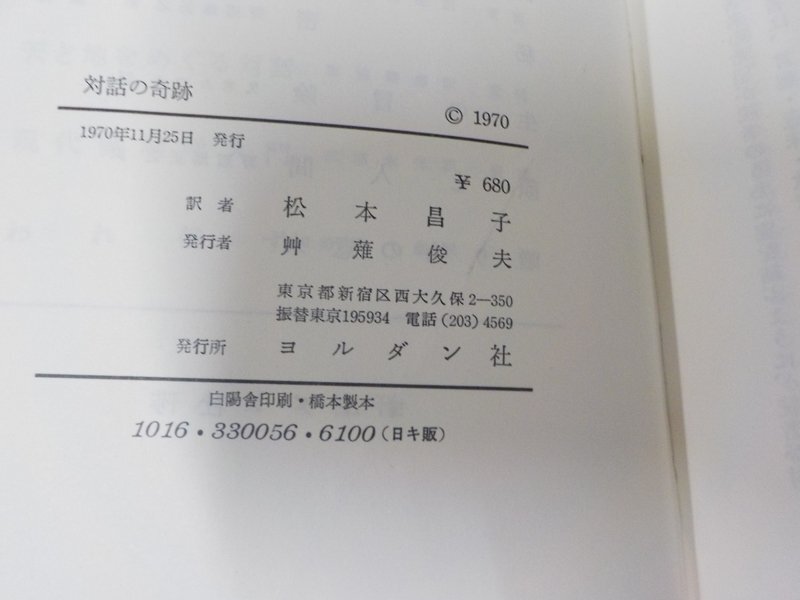 対話の奇跡
© 1970
1970年11月25日 発行
¥ 680
訳者 松本昌子
発行者 艸薙俊夫
東京都新宿区西大久保2―350
振替東京195934 電話(203)4569
発行所 ヨルダン社
白陽舎印刷・橋本製本
1016・330056・6100(日キ販)